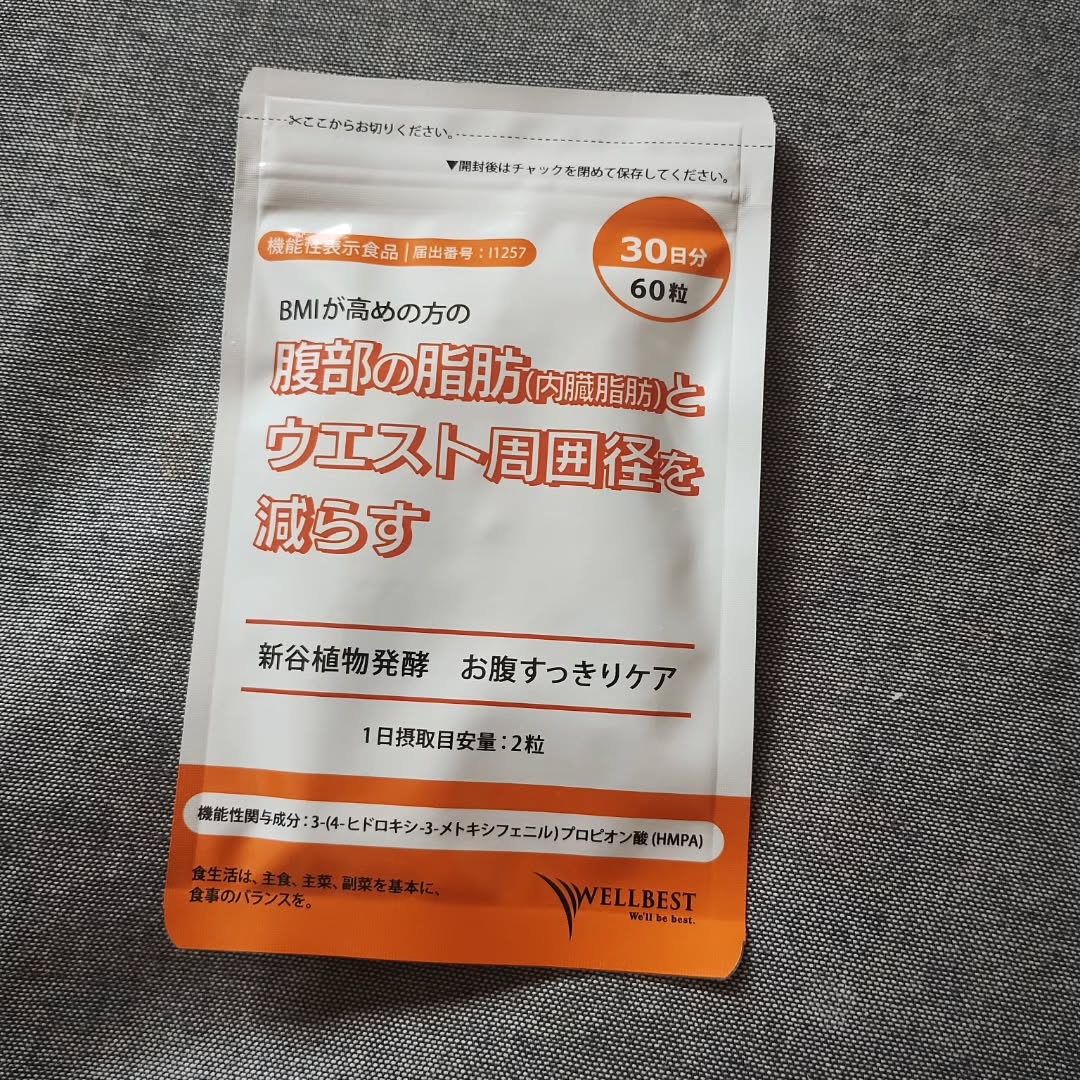 ✂ここからお切りください。
▼開封後はチャックを閉めて保存してください。
機能性表示食品|届出番号：I1257
30日分
60粒
BMIが高めの方の
腹部の脂肪(内臓脂肪)と
ウエスト周囲径を
減らす
新谷植物発酵 お腹すっきりケア
1日摂取目安量：2粒
機能性関与成分：3-(4-ヒドロキシ-3-メトキシフェニル)プロピオン酸(HMPA)
食生活は、主食、主菜、副菜を基本に、
食事のバランスを。
WELLBEST
We'll be best.